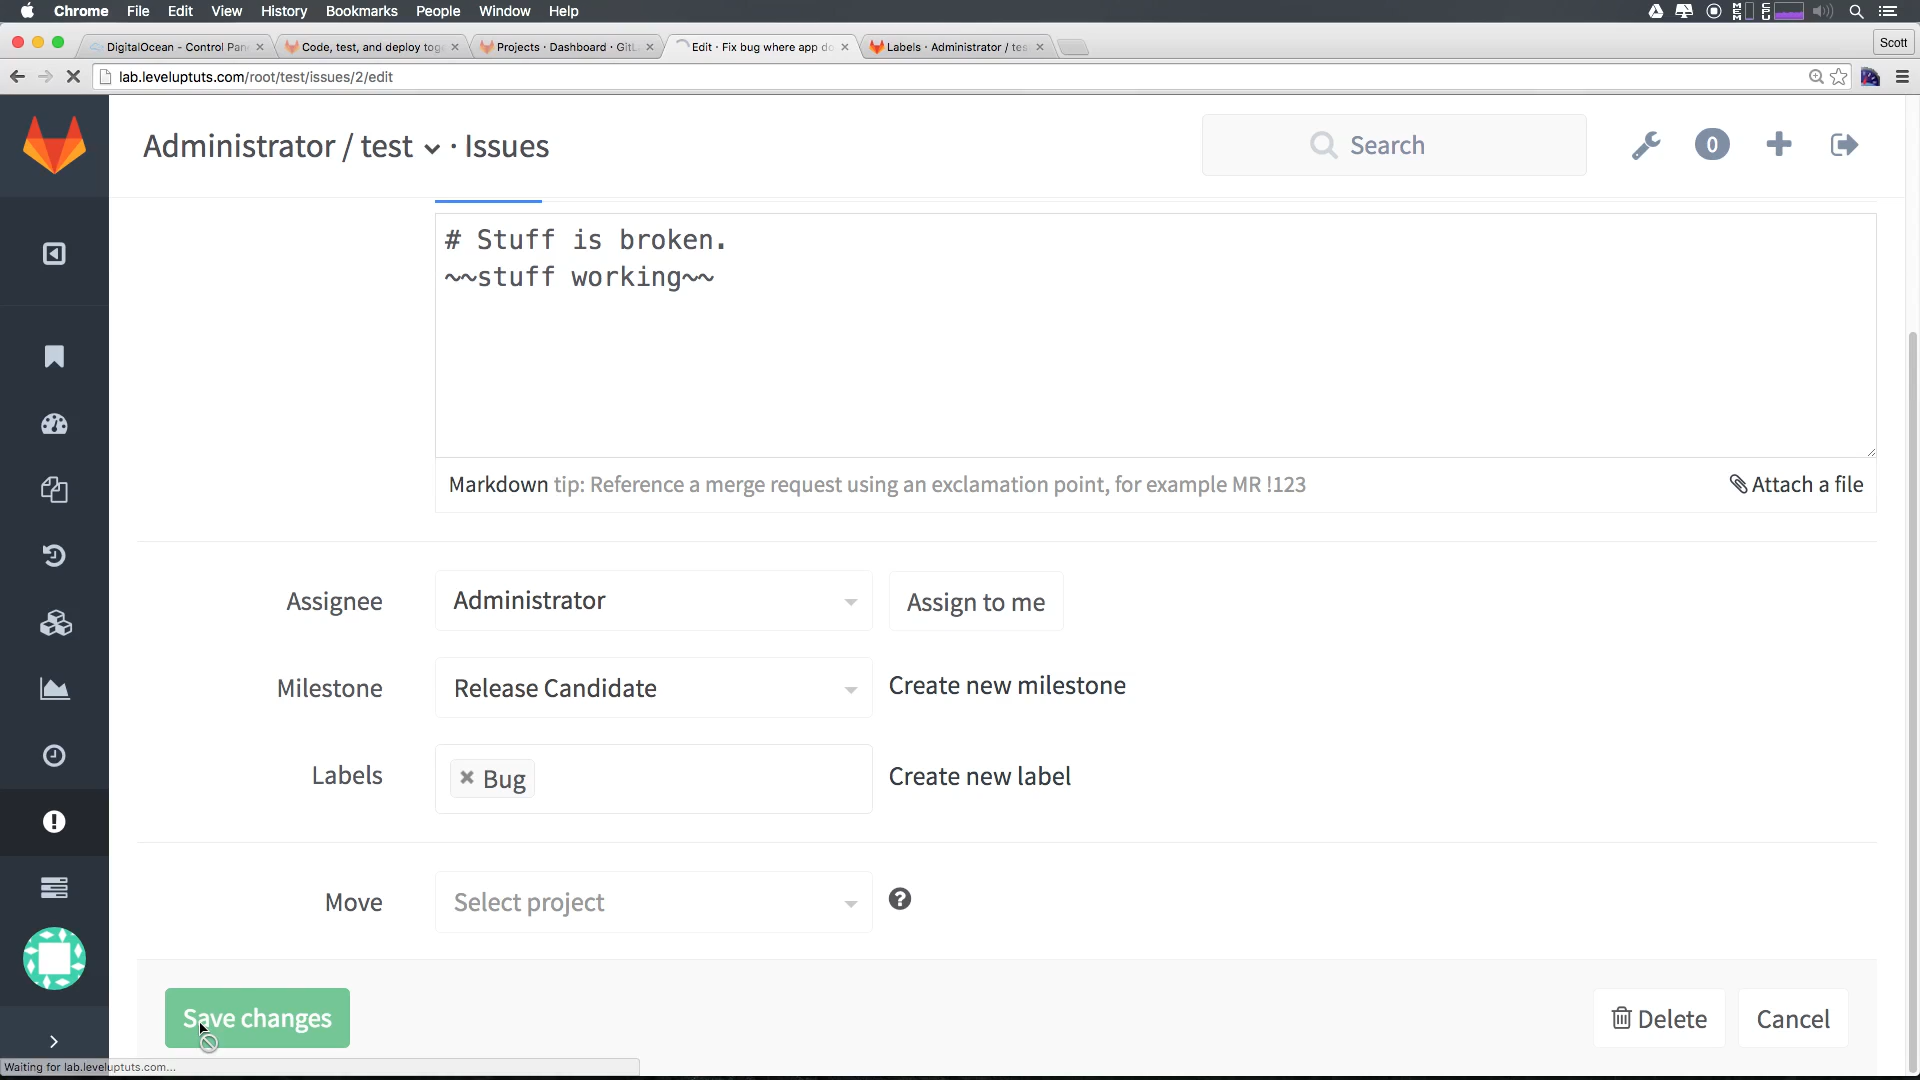 Chrome File Edit View History Bookmarks People Window Help
DigitalOcean - Control Pan
Code, test, and deploy tog
Projects · Dashboard · GitL
Edit · Fix bug where app do
Labels · Administrator / tes
Scott
lab.leveluptuts.com/root/test/issues/2/edit
Administrator / test · Issues
Search
0
# Stuff is broken.
~~stuff working~~
Markdown tip: Reference a merge request using an exclamation point, for example MR !123
Attach a file
Assignee
Administrator
Assign to me
Milestone
Release Candidate
Create new milestone
Labels
Bug
Create new label
Move
Select project
Save changes
Delete
Cancel
Waiting for lab.leveluptuts.com...